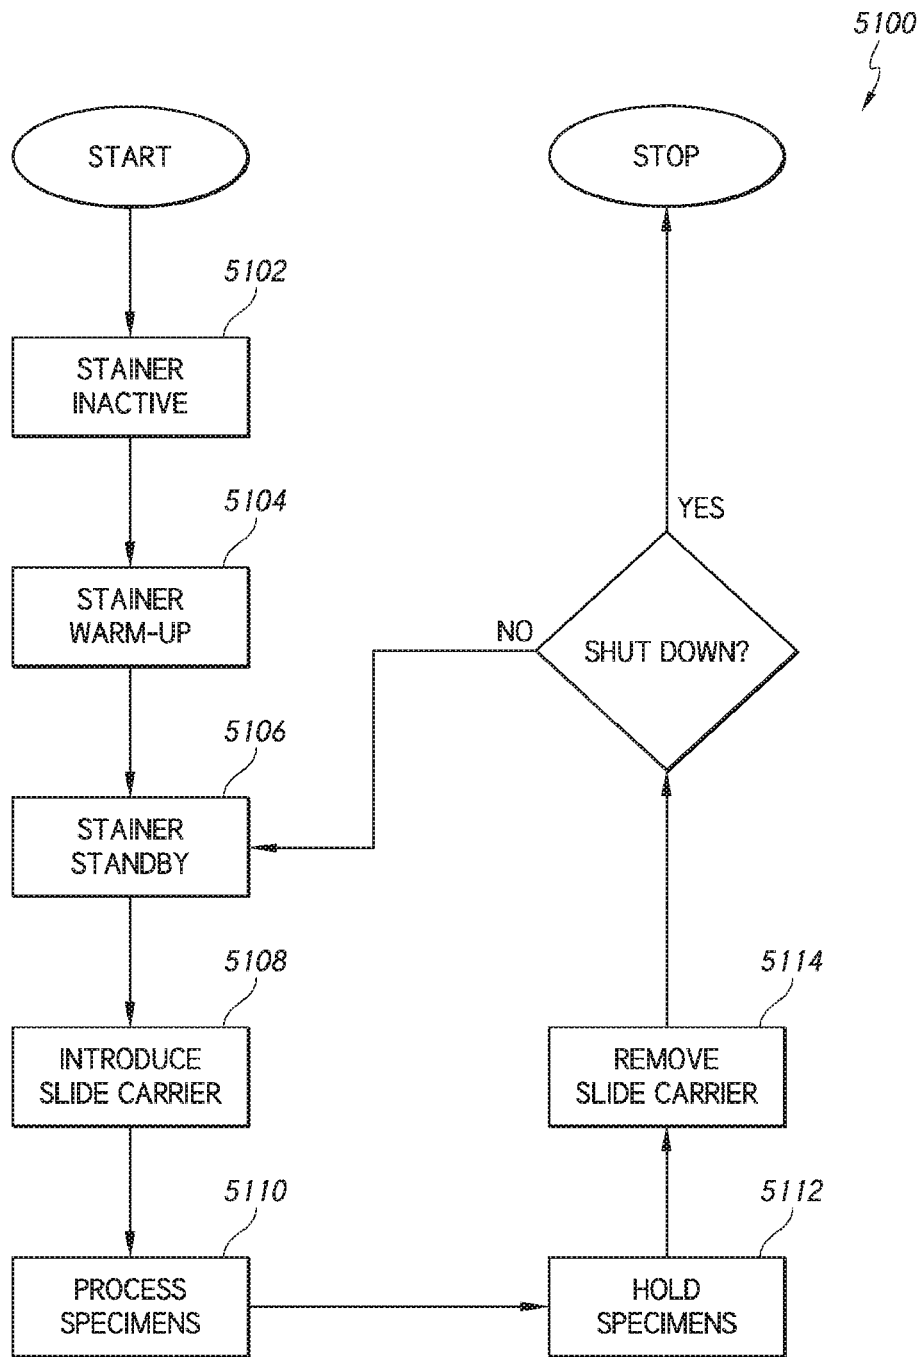 5100
START
5102
STAINER
INACTIVE
5104
STAINER
WARM-UP
5106
STAINER
STANDBY
5108
INTRODUCE
SLIDE CARRIER
5110
PROCESS
SPECIMENS
5112
HOLD
SPECIMENS
5114
REMOVE
SLIDE CARRIER
SHUT DOWN?
NO
YES
STOP